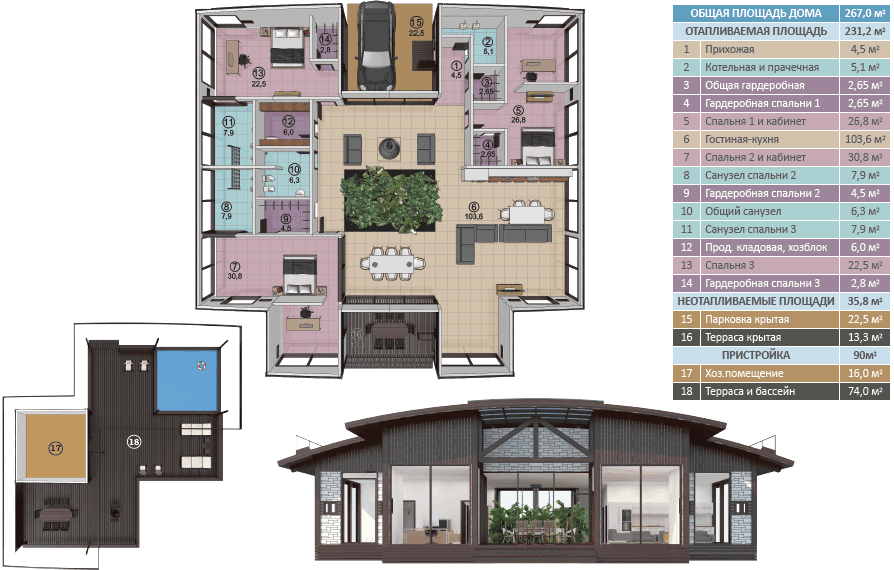 ОБЩАЯ ПЛОЩАДЬ ДОМА 267,0 м²
ОТАПЛИВАЕМАЯ ПЛОЩАДЬ 231,2 м²
1 Прихожая 4,5 м²
2 Котельная и прачечная 5,1 м²
3 Общая гардеробная 2,65 м²
4 Гардеробная спальни 1 2,65 м²
5 Спальня 1 и кабинет 26,8 м²
6 Гостиная-кухня 103,6 м²
7 Спальня 2 и кабинет 30,8 м²
8 Санузел спальни 2 7,9 м²
9 Гардеробная спальни 2 4,5 м²
10 Общий санузел 6,3 м²
11 Санузел спальни 3 7,9 м²
12 Прод. кладовая, хозблок 6,0 м²
13 Спальня 3 22,5 м²
14 Гардеробная спальни 3 2,8 м²
НЕОТАПЛИВАЕМЫЕ ПЛОЩАДИ 35,8 м²
15 Парковка крытая 22,5 м²
16 Терраса крытая 13,3 м²
ПРИСТРОЙКА 90м²
17 Хоз.помещение 16,0 м²
18 Терраса и бассейн 74,0 м²
15
22,5
14
2,8
2
5,1
1
4,5
13
22,5
3
2,65
5
26,8
11
7,9
12
6,0
4
2,65
10
6,3
8
7,9
9
4,5
6
103,6
7
30,8
16
17
18